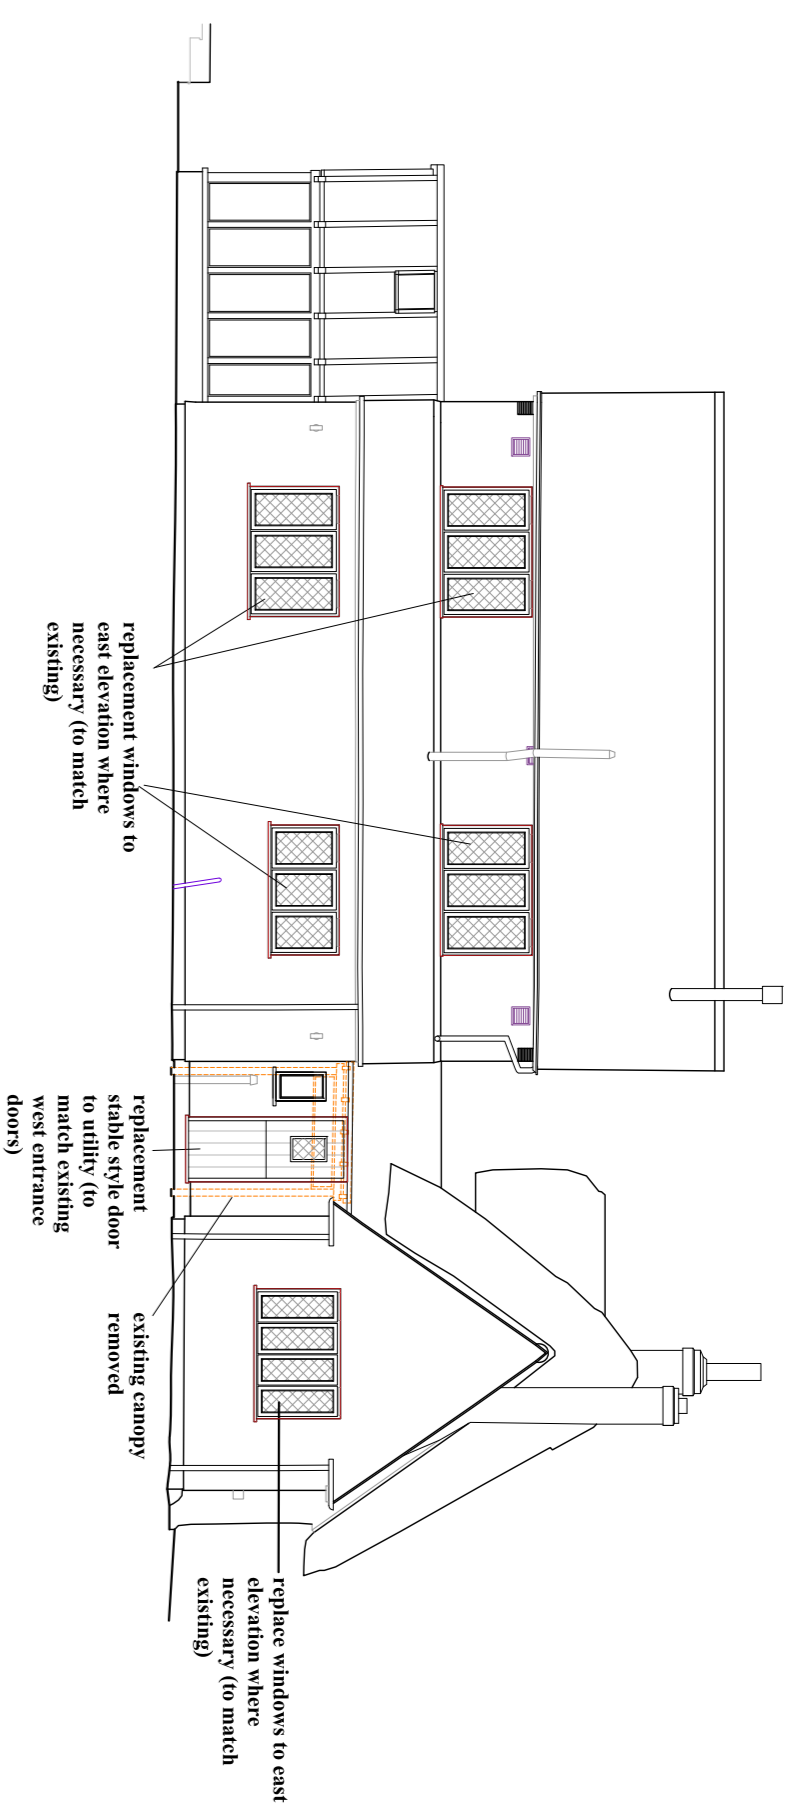 replacement windows to
east elevation where
necessary (to match
existing)
replacement
stable style door
to utility (to
match existing
west entrance
doors)
existing canopy
removed
replace windows to east
elevation where
necessary (to match
existing)